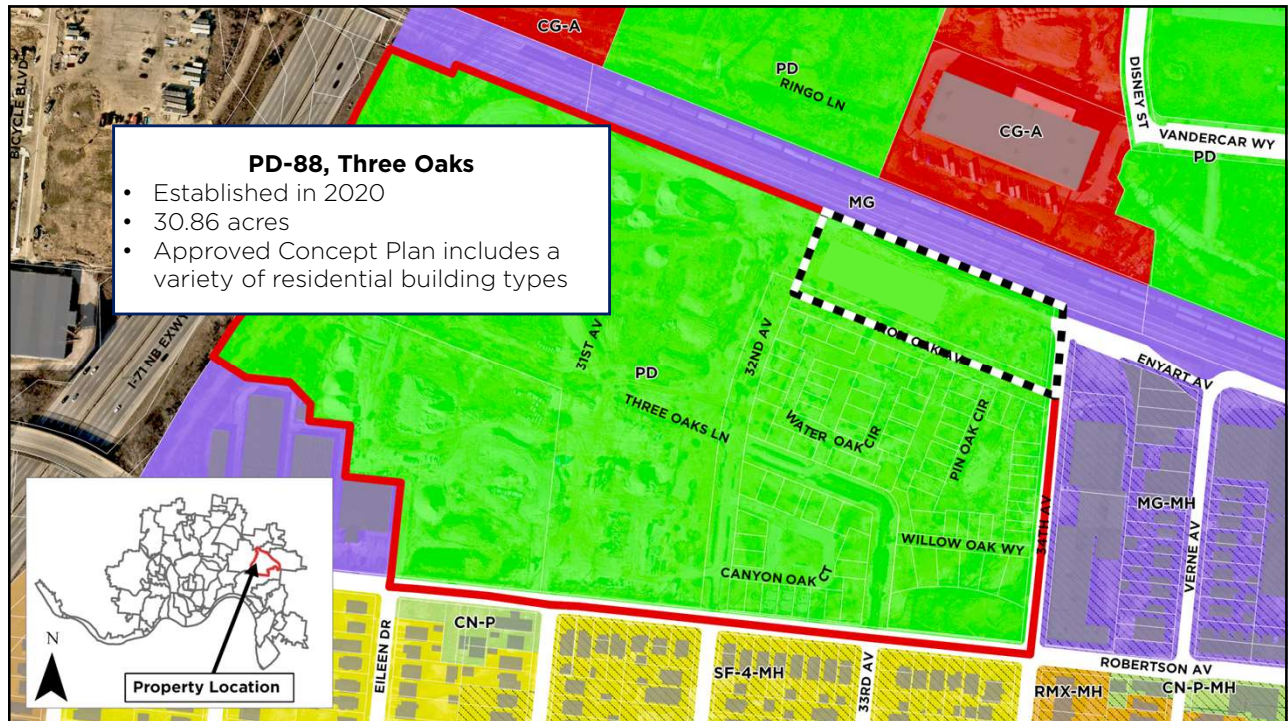 CG-A
PD
RINGO LN
CG-A
DISNEY ST
VANDERCAR WY
PD
BICYCLE BLVD
PD-88, Three Oaks
• Established in 2020
• 30.86 acres
• Approved Concept Plan includes a
variety of residential building types
MG
I-71 NB EXWY
31ST AV
PD
32ND AV
OAK AV
ENYART AV
THREE OAKS LN
WATER OAK CIR
PIN OAK CIR
34TH AV
MG-MH
VERNE AV
WILLOW OAK WY
CANYON OAK CT
N
Property Location
EILEEN DR
CN-P
SF-4-MH
33RD AV
ROBERTSON AV
RMX-MH
CN-P-MH